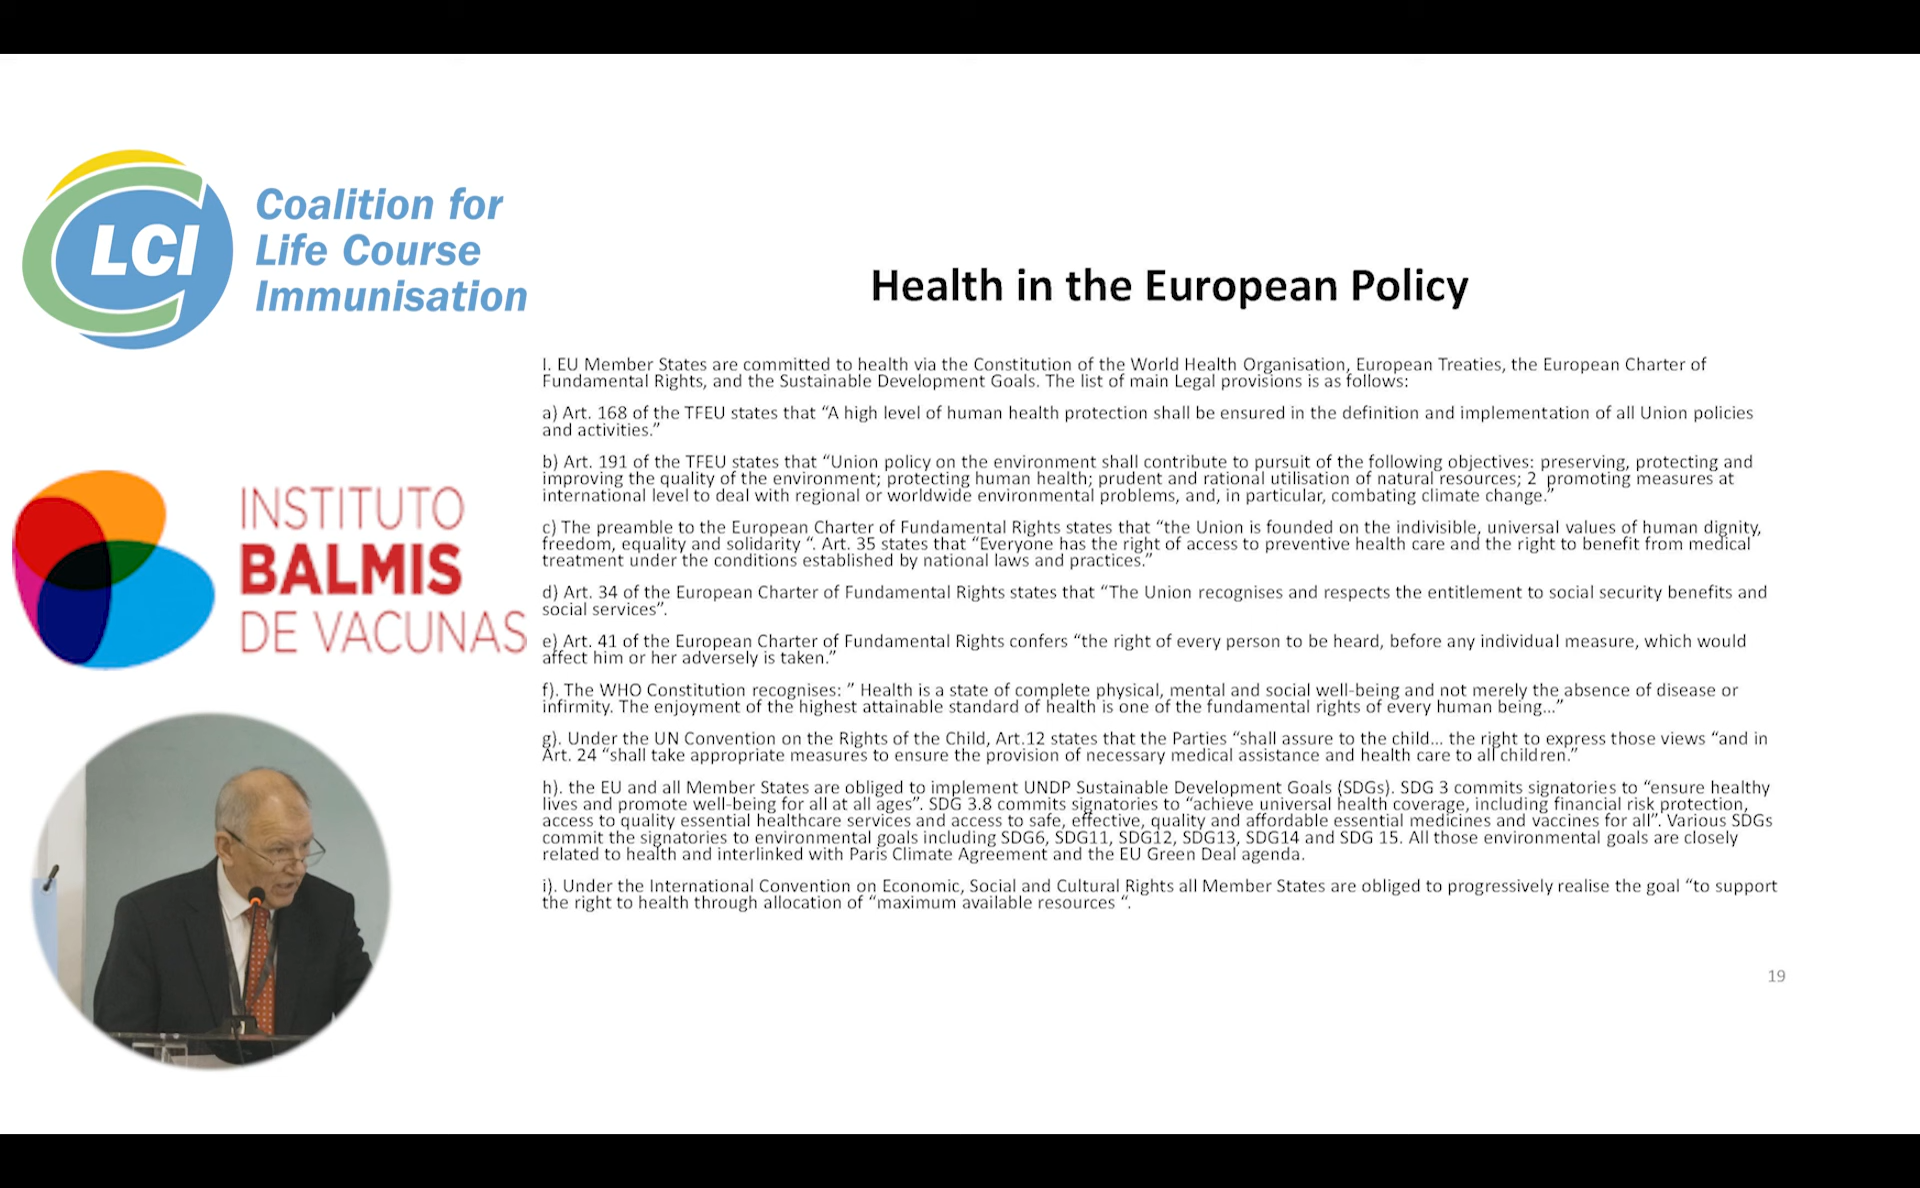 LCI
Coalition for
Life Course
Immunisation
INSTITUTO
BALMIS
DE VACUNAS
Health in the European Policy
I. EU Member States are committed to health via the Constitution of the World Health Organisation, European Treaties, the European Charter of
Fundamental Rights, and the Sustainable Development Goals. The list of main Legal provisions is as follows:
a) Art. 168 of the TFEU states that “A high level of human health protection shall be ensured in the definition and implementation of all Union policies
and activities.”
b) Art. 191 of the TFEU states that “Union policy on the environment shall contribute to pursuit of the following objectives: preserving, protecting and
improving the quality of the environment; protecting human health; prudent and rational utilisation of natural resources; 2 promoting measures at
international level to deal with regional or worldwide environmental problems, and, in particular, combating climate change.”
c) The preamble to the European Charter of Fundamental Rights states that “the Union is founded on the indivisible, universal values of human dignity,
freedom, equality and solidarity “. Art. 35 states that “Everyone has the right of access to preventive health care and the right to benefit from medical
treatment under the conditions established by national laws and practices.”
d) Art. 34 of the European Charter of Fundamental Rights states that “The Union recognises and respects the entitlement to social security benefits and
social services”.
e) Art. 41 of the European Charter of Fundamental Rights confers “the right of every person to be heard, before any individual measure, which would
affect him or her adversely is taken.”
f). The WHO Constitution recognises: ” Health is a state of complete physical, mental and social well-being and not merely the absence of disease or
infirmity. The enjoyment of the highest attainable standard of health is one of the fundamental rights of every human being...”
g). Under the UN Convention on the Rights of the Child, Art.12 states that the Parties “shall assure to the child... the right to express those views “and in
Art. 24 “shall take appropriate measures to ensure the provision of necessary medical assistance and health care to all children.”
h). the EU and all Member States are obliged to implement UNDP Sustainable Development Goals (SDGs). SDG 3 commits signatories to “ensure healthy
lives and promote well-being for all at all ages”. SDG 3.8 commits signatories to “achieve universal health coverage, including financial risk protection,
access to quality essential healthcare services and access to safe, effective, quality and affordable essential medicines and vaccines for all”. Various SDGs
commit the signatories to environmental goals including SDG6, SDG11, SDG12, SDG13, SDG14 and SDG 15. All those environmental goals are closely
related to health and interlinked with Paris Climate Agreement and the EU Green Deal agenda.
i). Under the International Convention on Economic, Social and Cultural Rights all Member States are obliged to progressively realise the goal “to support
the right to health through allocation of “maximum available resources “.
19